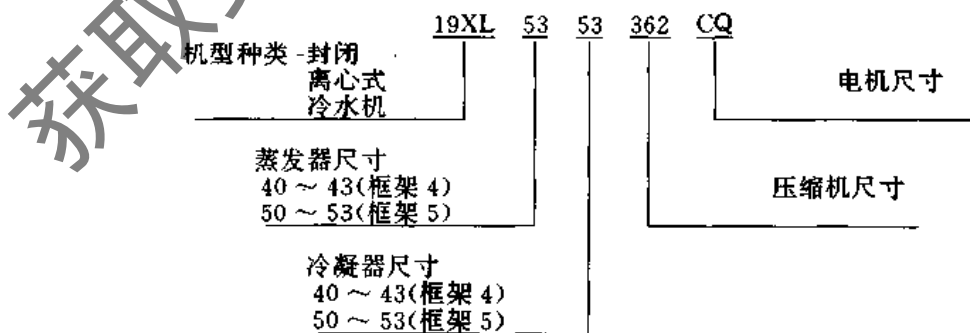 19XL 53 53 362 CQ
机型种类-封闭
离心式
冷水机
电机尺寸
蒸发器尺寸
40～43(框架4)
50～53(框架5)
压缩机尺寸
冷凝器尺寸
40～43(框架4)
50～53(框架5)
获取